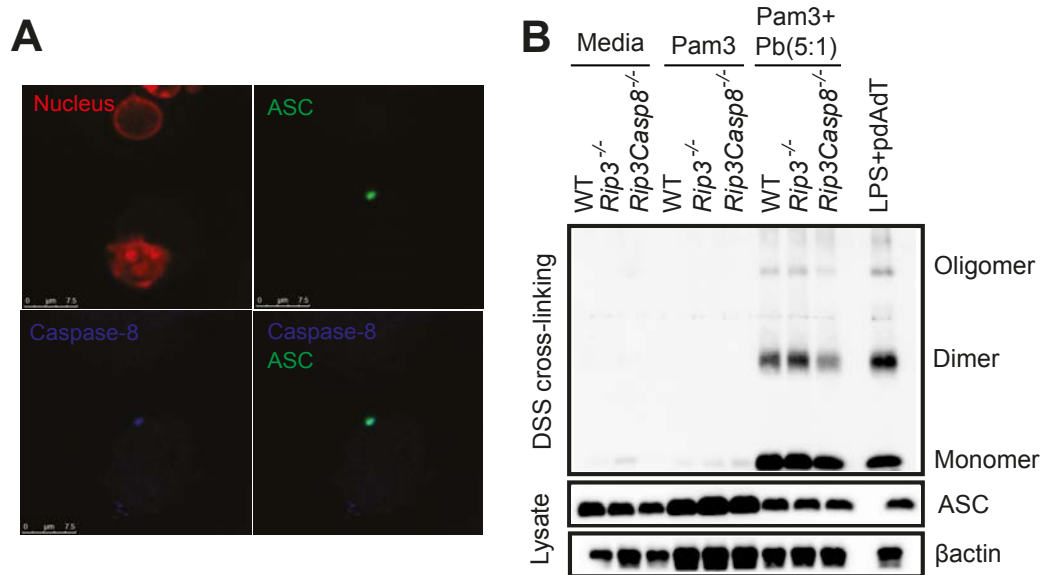 A
Nucleus
ASC
0 µm 7.5
0 µm 7.5
Caspase-8
Caspase-8
ASC
0 µm 7.5
0 µm 7.5
B
Media
Pam3
Pam3+
Pb(5:1)
WT
Rip3-/-
Rip3Casp8-/-
WT
Rip3-/-
Rip3Casp8-/-
WT
Rip3-/-
Rip3Casp8-/-
LPS+pdAdT
DSS cross-linking
Oligomer
Dimer
Monomer
Lysate
ASC
βactin